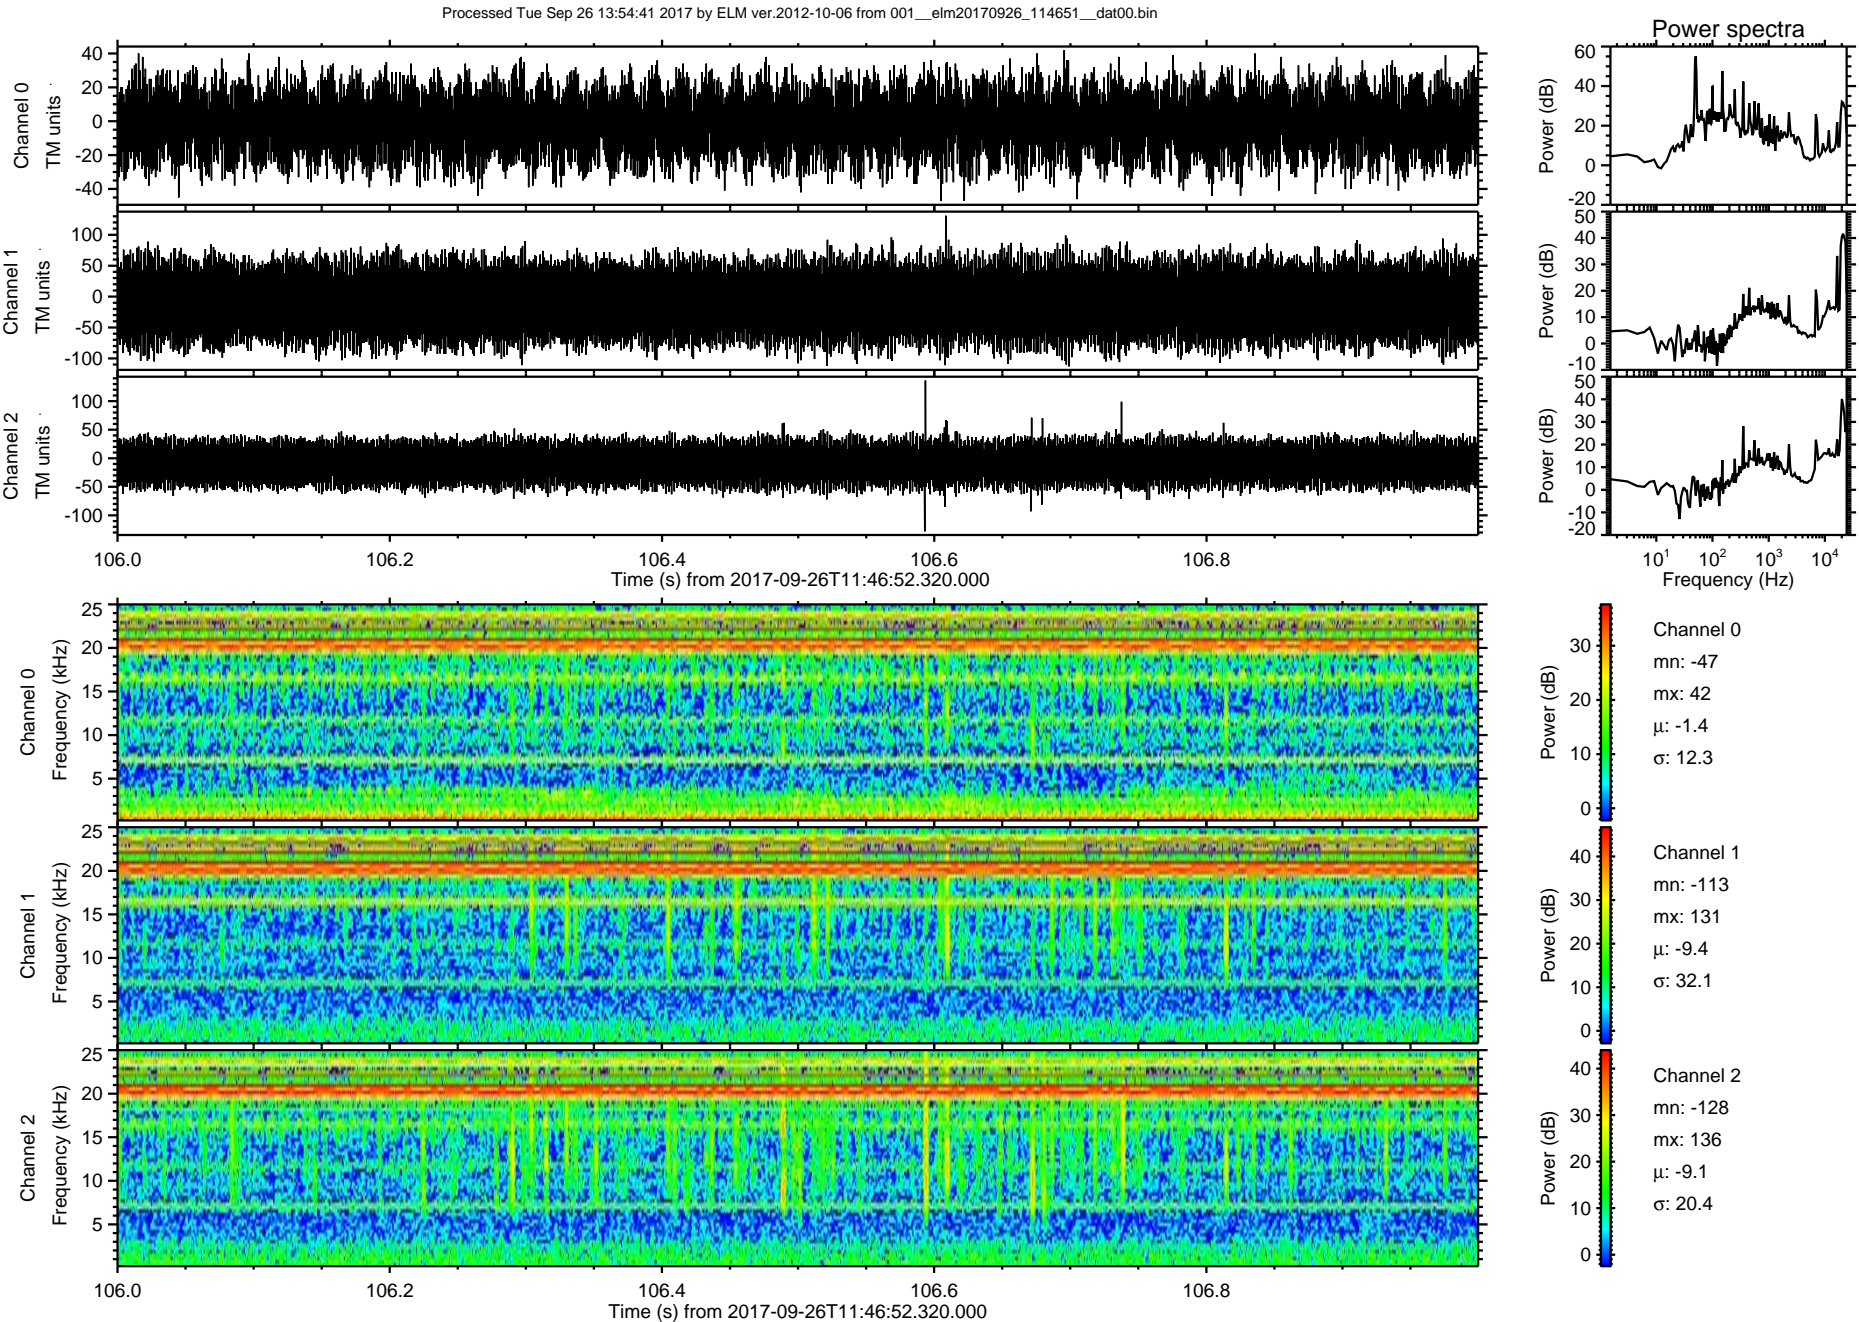 Processed Tue Sep 26 13:54:41 2017 by ELM ver.2012-10-06 from 001__elm20170926_114651__dat00.bin
Power spectra
Channel 0
TM units
40
20
0
-20
-40
Power (dB)
60
40
20
0
-20
Channel 1
TM units
100
50
0
-50
-100
Power (dB)
50
40
30
20
10
0
-10
Channel 2
TM units
100
50
0
-50
-100
Power (dB)
50
40
30
20
10
0
-10
-20
106.0 106.2 106.4 106.6 106.8
Time (s) from 2017-09-26T11:46:52.320.000
10^1 10^2 10^3 10^4
Frequency (Hz)
Channel 0
Frequency (kHz)
25
20
15
10
5
Power (dB)
30
20
10
0
Channel 0
mn: -47
mx: 42
μ: -1.4
σ: 12.3
Channel 1
Frequency (kHz)
25
20
15
10
5
Power (dB)
40
30
20
10
0
Channel 1
mn: -113
mx: 131
μ: -9.4
σ: 32.1
Channel 2
Frequency (kHz)
25
20
15
10
5
Power (dB)
40
30
20
10
0
Channel 2
mn: -128
mx: 136
μ: -9.1
σ: 20.4
106.0 106.2 106.4 106.6 106.8
Time (s) from 2017-09-26T11:46:52.320.000